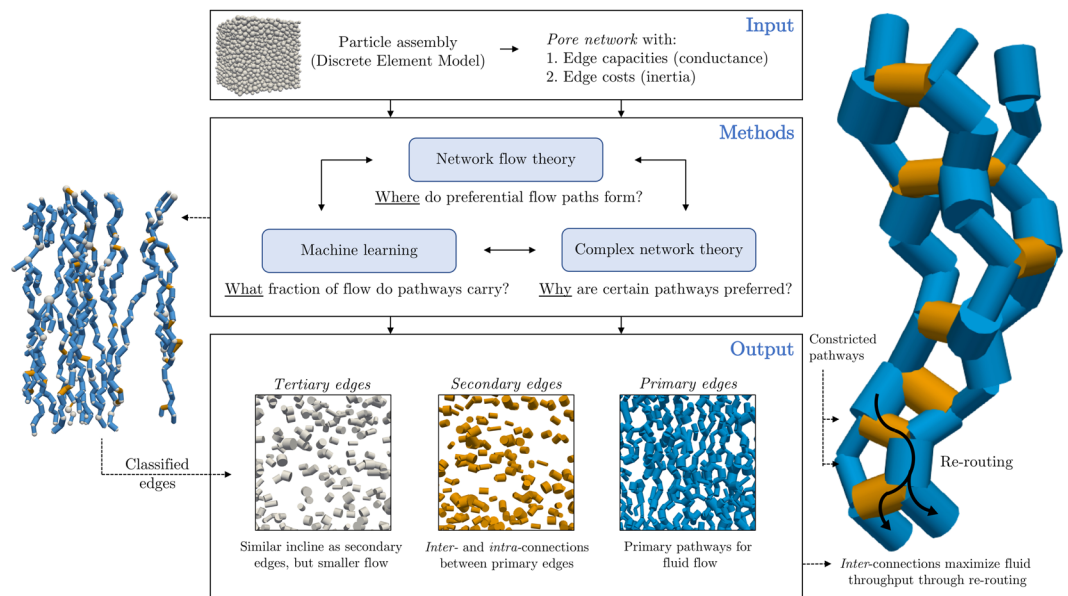 Input
Particle assembly
(Discrete Element Model)
Pore network with:
1. Edge capacities (conductance)
2. Edge costs (inertia)
Methods
Network flow theory
Where do preferential flow paths form?
Machine learning
Complex network theory
What fraction of flow do pathways carry?
Why are certain pathways preferred?
Output
Tertiary edges
Secondary edges
Primary edges
Similar incline as secondary
edges, but smaller flow
Inter- and intra-connections
between primary edges
Primary pathways for
fluid flow
Classified
edges
Constricted
pathways
Re-routing
Inter-connections maximize fluid
throughput through re-routing